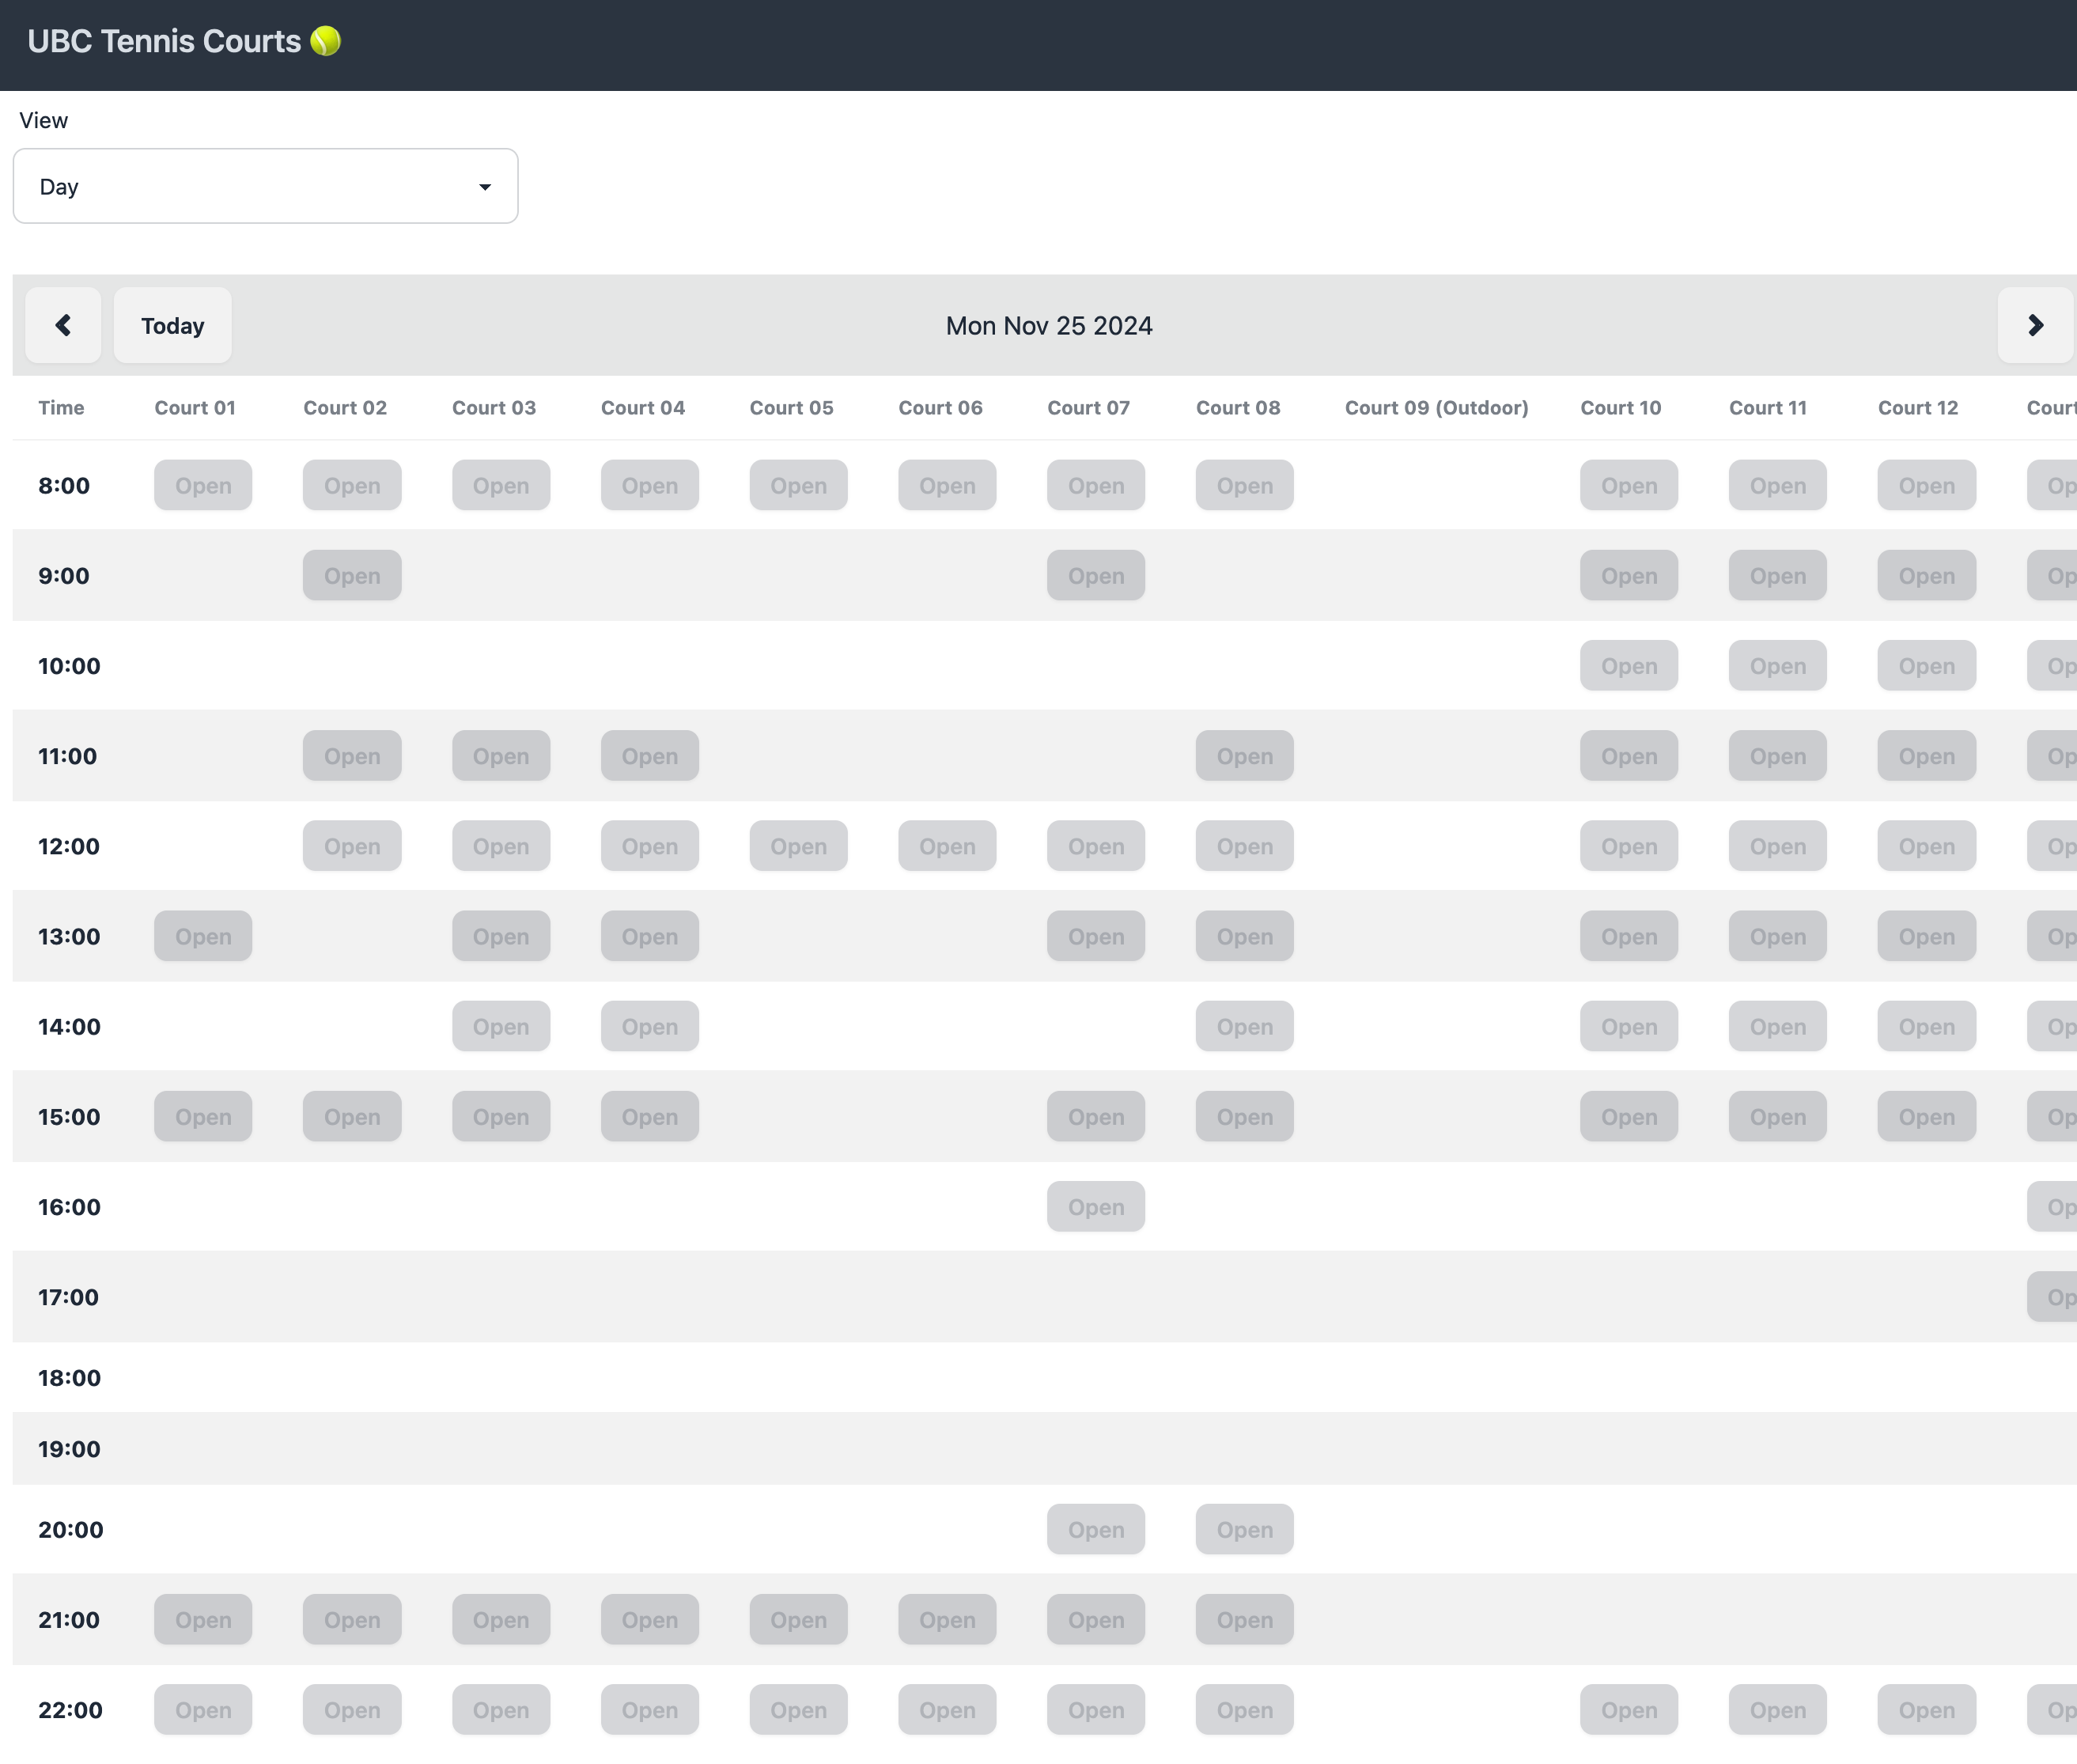 UBC Tennis Courts
View
Day
Today Mon Nov 25 2024
Time Court 01 Court 02 Court 03 Court 04 Court 05 Court 06 Court 07 Court 08 Court 09 (Outdoor) Court 10 Court 11 Court 12 Court
8:00 Open Open Open Open Open Open Open Open Open Open Open Op
9:00 Open Open Open Open Open Op
10:00 Open Open Open Op
11:00 Open Open Open Open Open Open Open Op
12:00 Open Open Open Open Open Open Open Open Open Open Op
13:00 Open Open Open Open Open Open Open Open Op
14:00 Open Open Open Open Open Open Op
15:00 Open Open Open Open Open Open Open Open Open Op
16:00 Open Op
17:00 Op
18:00
19:00
20:00 Open Open
21:00 Open Open Open Open Open Open Open Open
22:00 Open Open Open Open Open Open Open Open Open Open Open Op